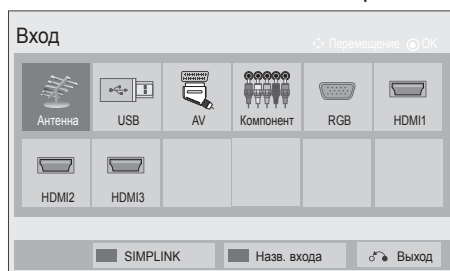 Вход
Перемещение OK
Антенна USB AV Компонент RGB HDMI1
HDMI2 HDMI3
SIMPLINK Назв. входа Выход